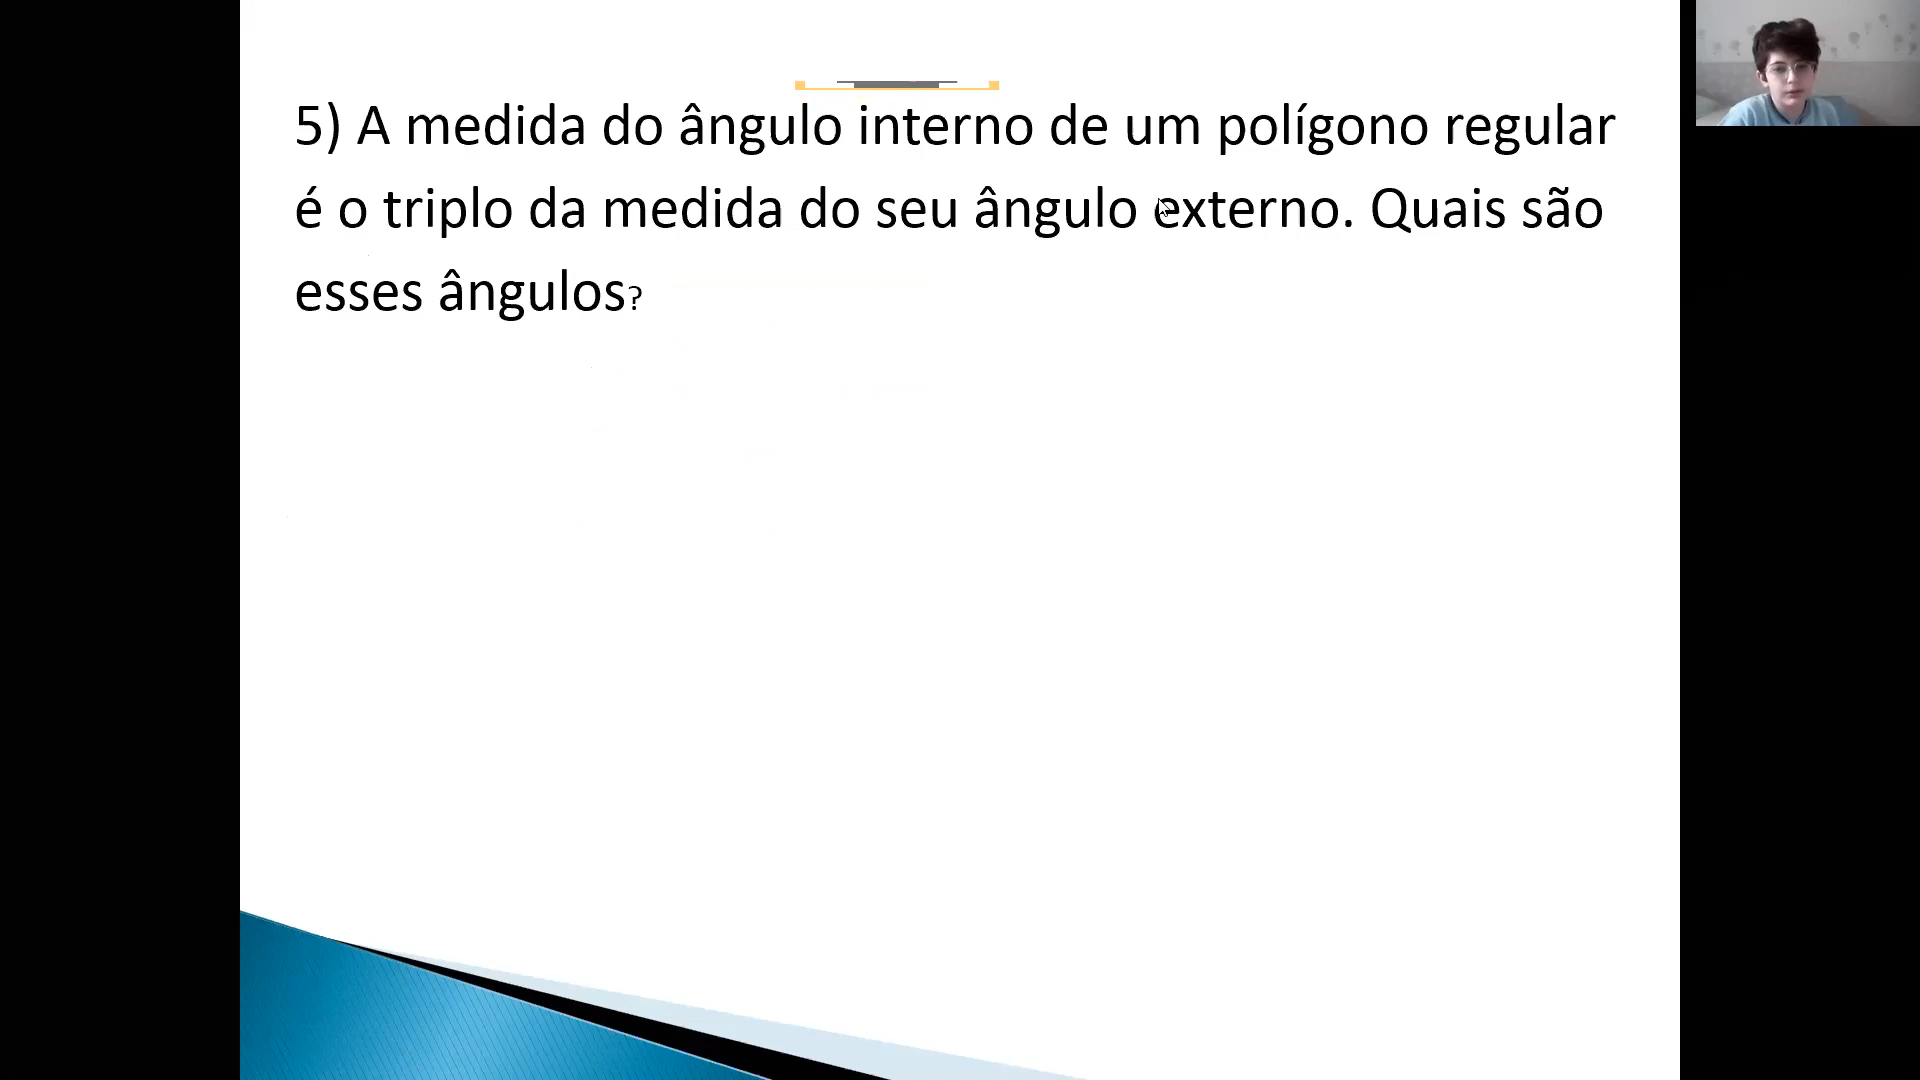 5) A medida do ângulo interno de um polígono regular
é o triplo da medida do seu ângulo externo. Quais são
esses ângulos?